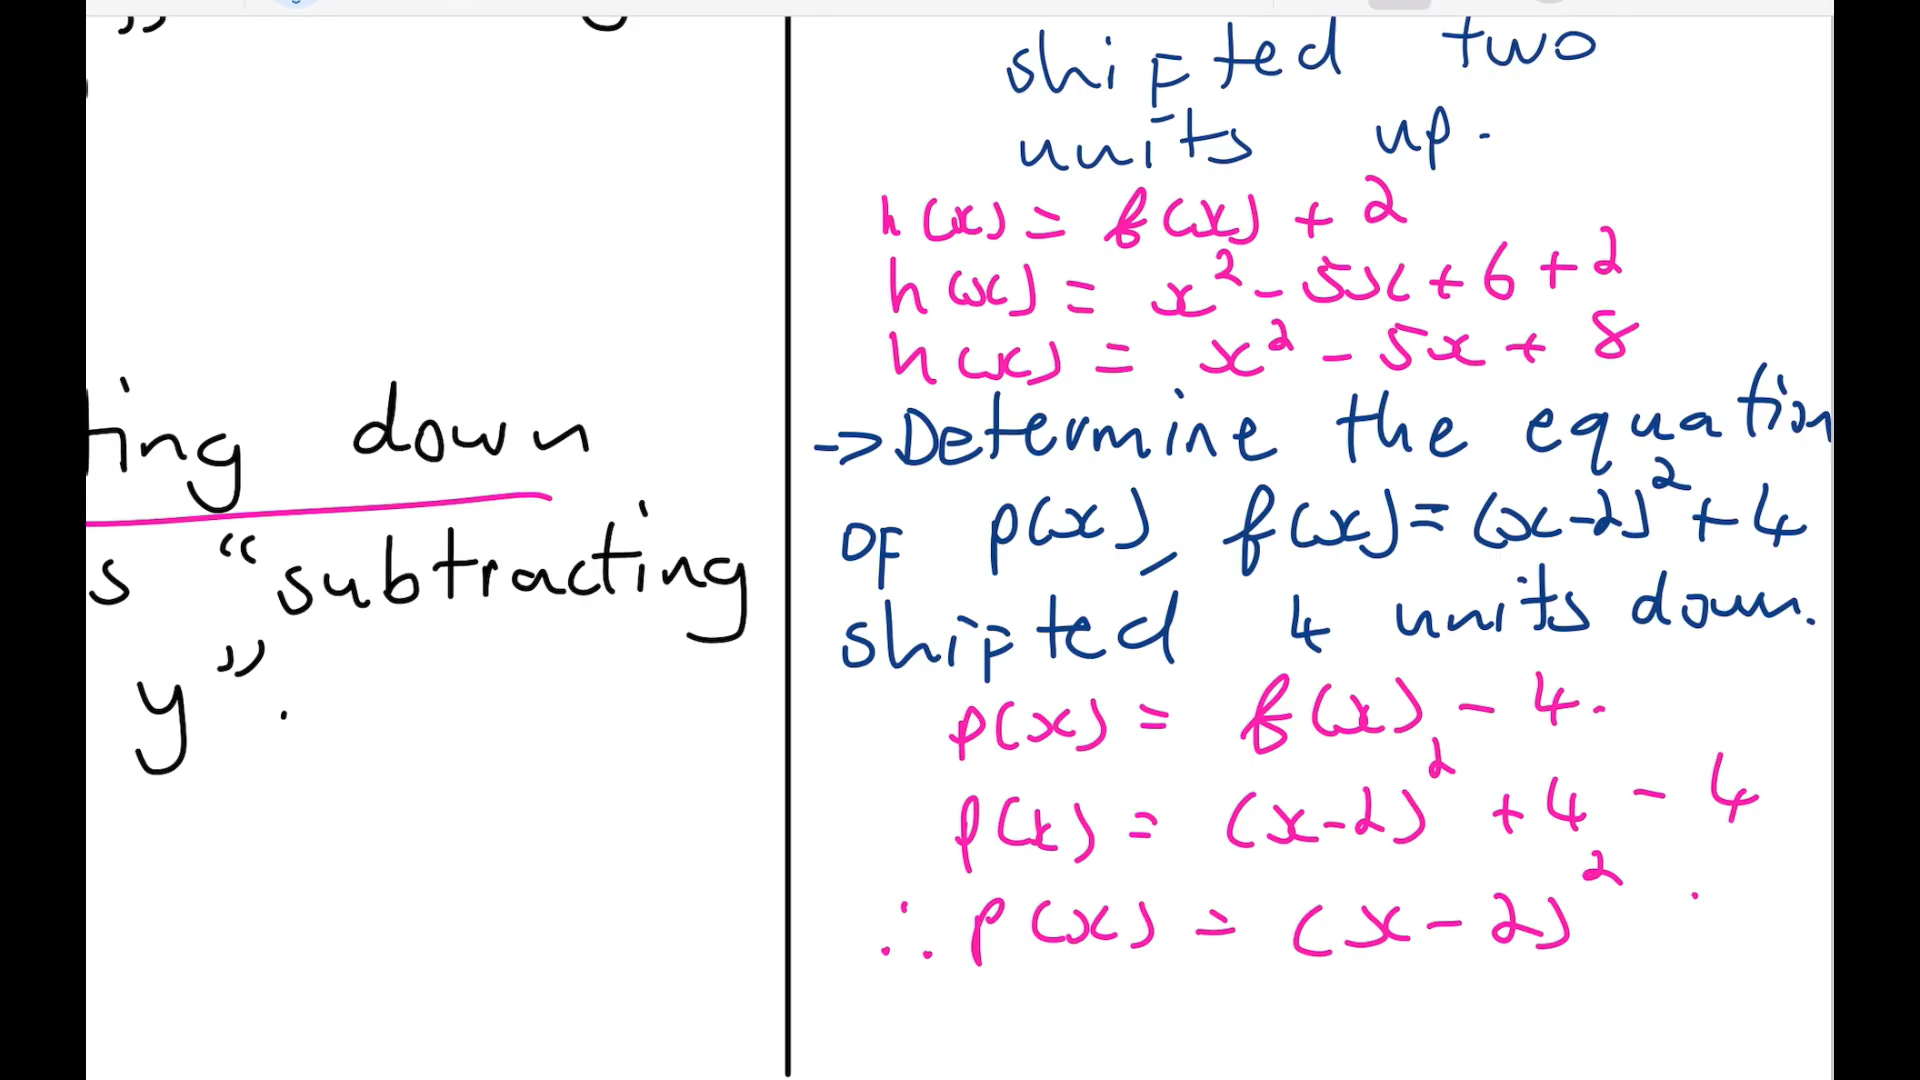 ting down
s “subtracting
y”.
shifted two
units up.
h(x) = f(x) + 2
h(x) = x² - 5x + 6 + 2
h(x) = x² - 5x + 8
-> Determine the equation
of p(x), f(x) = (x-2)² + 4
shifted 4 units down.
p(x) = f(x) - 4.
p(x) = (x-2)² + 4 - 4
∴ p(x) = (x - 2)² .